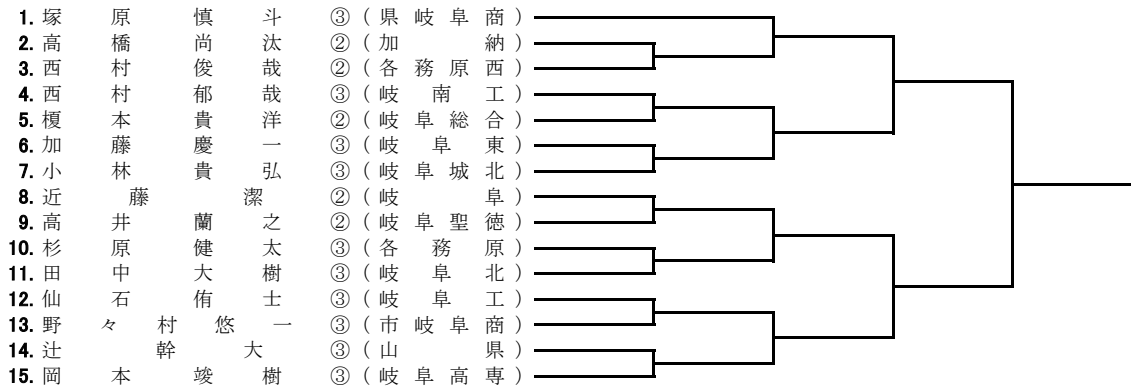 1. 塚原慎斗 ③ (県岐阜商)
2. 高橋尚汰 ② (加納)
3. 西村俊哉 ② (各務原西)
4. 西村郁哉 ③ (岐南工)
5. 榎本貴洋 ② (岐阜総合)
6. 加藤慶一 ③ (岐阜東)
7. 小林貴弘 ③ (岐阜城北)
8. 近藤潔 ② (岐阜)
9. 高井蘭之 ② (岐阜聖徳)
10. 杉原健太 ③ (各務原)
11. 田中大樹 ③ (岐阜北)
12. 仙石侑士 ③ (岐阜工)
13. 野々村悠一 ③ (市岐阜商)
14. 辻幹大 ③ (山県)
15. 岡本竣樹 ③ (岐阜高専)